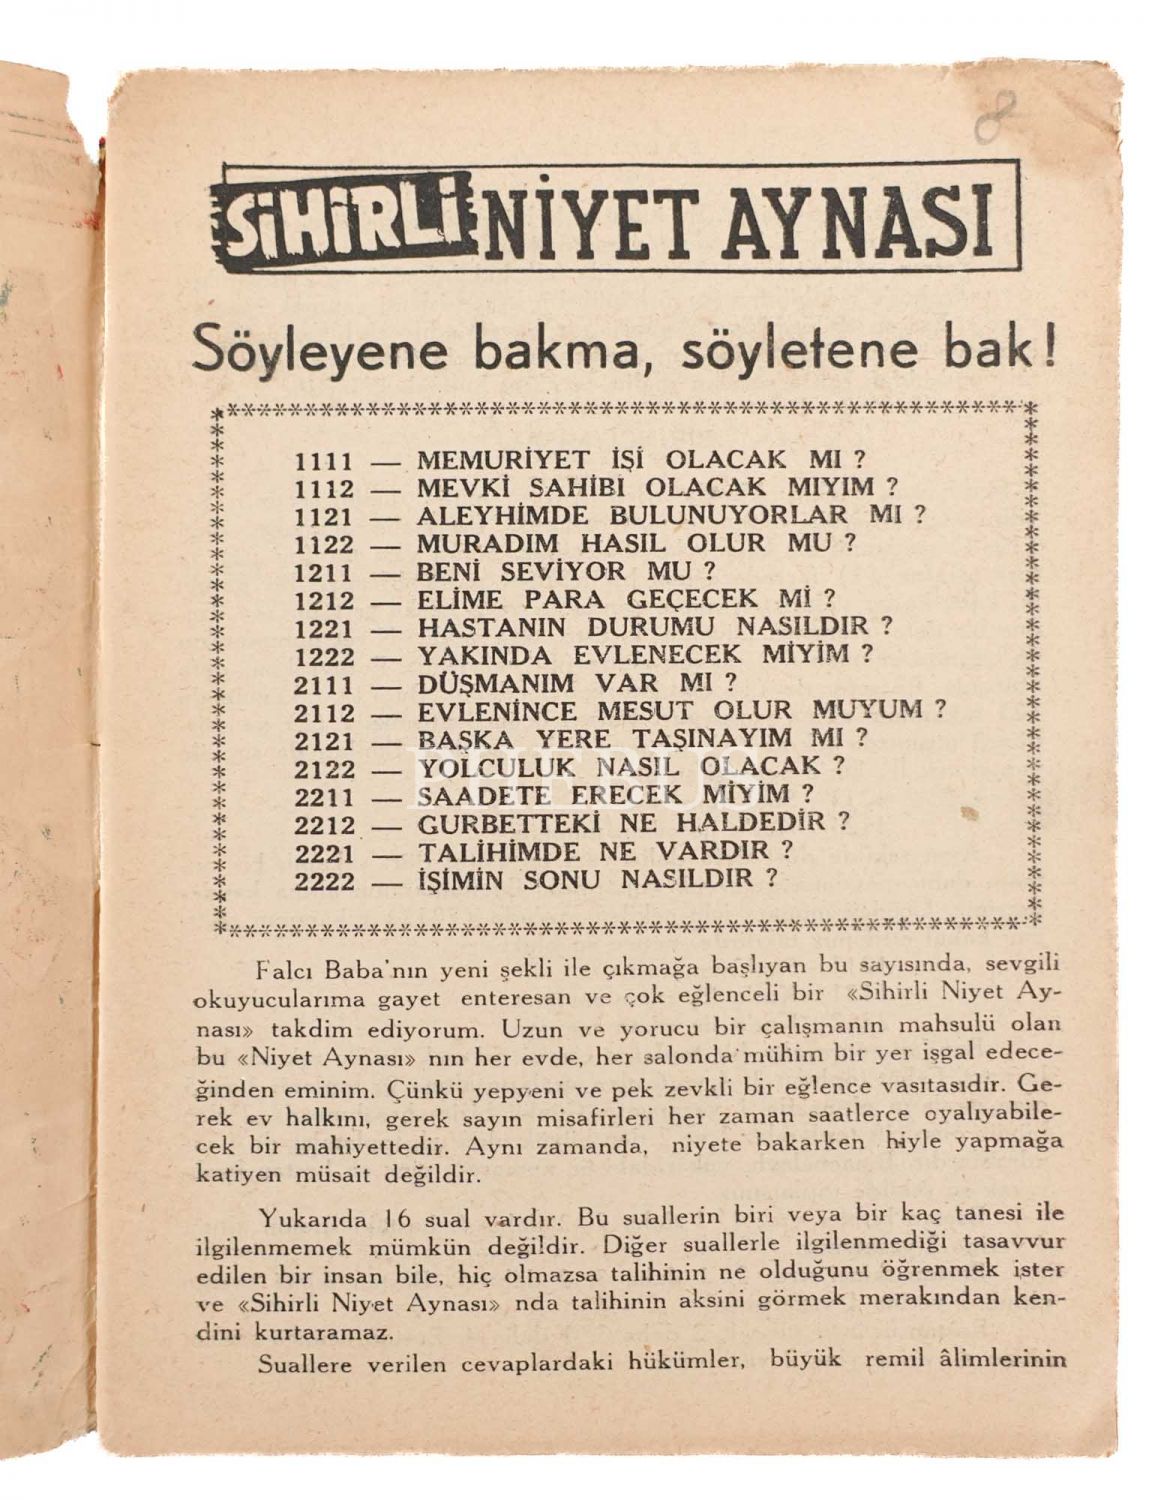 8
SİHİRLİ NİYET AYNASI
Söyleyene bakma, söyletene bak!
1111 — MEMURİYET İŞİ OLACAK MI ?
1112 — MEVKİ SAHİBİ OLACAK MIYIM ?
1121 — ALEYHİMDE BULUNUYORLAR MI ?
1122 — MURADIM HASIL OLUR MU ?
1211 — BENİ SEVİYOR MU ?
1212 — ELİME PARA GEÇECEK Mİ ?
1221 — HASTANIN DURUMU NASILDIR ?
1222 — YAKINDA EVLENECEK MİYİM ?
2111 — DÜŞMANIM VAR MI ?
2112 — EVLENİNCE MESUT OLUR MUYUM ?
2121 — BAŞKA YERE TAŞINAYIM MI ?
2122 — YOLCULUK NASIL OLACAK ?
2211 — SAADETE ERECEK MİYİM ?
2212 — GURBETTEKİ NE HALDEDİR ?
2221 — TALİHİMDE NE VARDIR ?
2222 — İŞİMİN SONU NASILDIR ?
PHEBUS
Falcı Baba'nın yeni şekli ile çıkmağa başlıyan bu sayısında, sevgili
okuyucularıma gayet enteresan ve çok eğlenceli bir «Sihirli Niyet Ay-
nası» takdim ediyorum. Uzun ve yorucu bir çalışmanın mahsulü olan
bu «Niyet Aynası» nın her evde, her salonda mühim bir yer işgal edece-
ğinden eminim. Çünkü yepyeni ve pek zevkli bir eğlence vasıtasıdır. Ge-
rek ev halkını, gerek sayın misafirleri her zaman saatlerce oyalıyabile-
cek bir mahiyettedir. Aynı zamanda, niyete bakarken hiyle yapmağa
katiyen müsait değildir.
Yukarıda 16 sual vardır. Bu suallerin biri veya bir kaç tanesi ile
ilgilenmemek mümkün değildir. Diğer suallerle ilgilenmediği tasavvur
edilen bir insan bile, hiç olmazsa talihinin ne olduğunu öğrenmek ister
ve «Sihirli Niyet Aynası» nda talihinin aksini görmek merakından ken-
dini kurtaramaz.
Suallere verilen cevaplardaki hükümler, büyük remil âlimlerinin